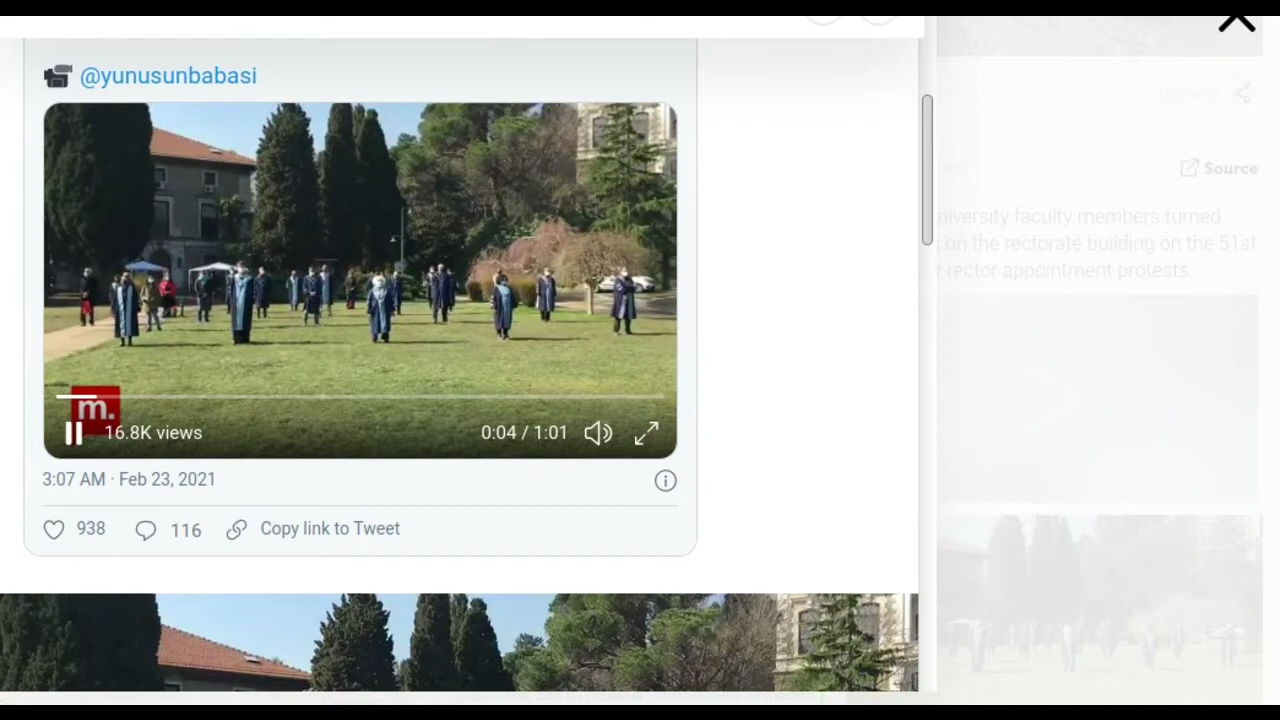 @yunusunbabasi
m.
16.8K views
0:04 / 1:01
3:07 AM · Feb 23, 2021
938
116
Copy link to Tweet
Source
niversity faculty members turned
on the rectorate building on the 51st
r rector appointment protests.